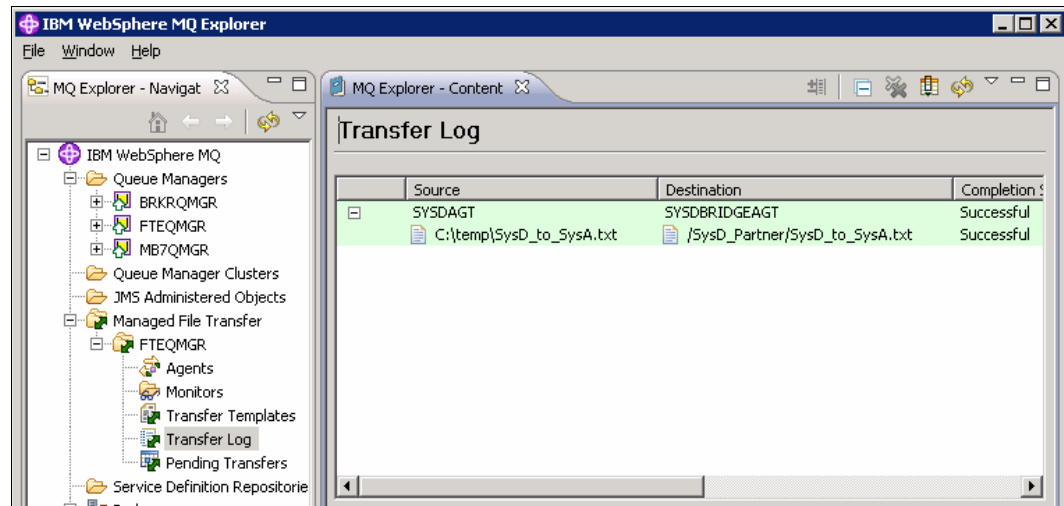 IBM WebSphere MQ Explorer
File Window Help
MQ Explorer - Navigat
MQ Explorer - Content
Transfer Log
IBM WebSphere MQ
Queue Managers
BRKRQMGR
FTEQMGR
MB7QMGR
Queue Manager Clusters
JMS Administered Objects
Managed File Transfer
FTEQMGR
Agents
Monitors
Transfer Templates
Transfer Log
Pending Transfers
Service Definition Repositorie
Source Destination Completion
SYSDAGT SYSDBRIDGEAGT Successful
C:\temp\SysD_to_SysA.txt /SysD_Partner/SysD_to_SysA.txt Successful